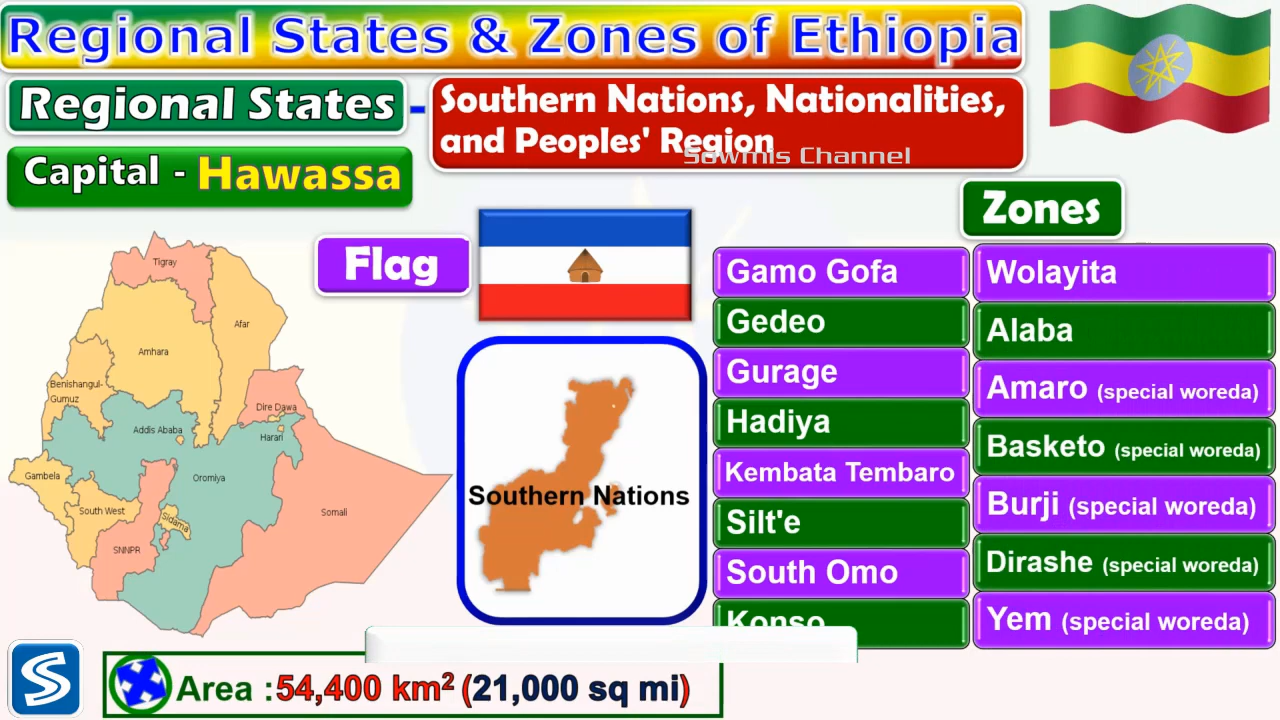 Regional States & Zones of Ethiopia
Regional States -
Southern Nations, Nationalities,
and Peoples' Region
Sawmis Channel
Capital - Hawassa
Zones
Flag
Gamo Gofa
Gedeo
Gurage
Hadiya
Kembata Tembaro
Silt'e
South Omo
Konso
Wolayita
Alaba
Amaro (special woreda)
Basketo (special woreda)
Burji (special woreda)
Dirashe (special woreda)
Yem (special woreda)
Tigray
Afar
Amhara
Benishangul-
Gumuz
Dire Dawa
Addis Ababa
Harari
Gambela
Oromiya
South West
Somali
Sidama
SNNPR
Southern Nations
S
Area :54,400 km² (21,000 sq mi)